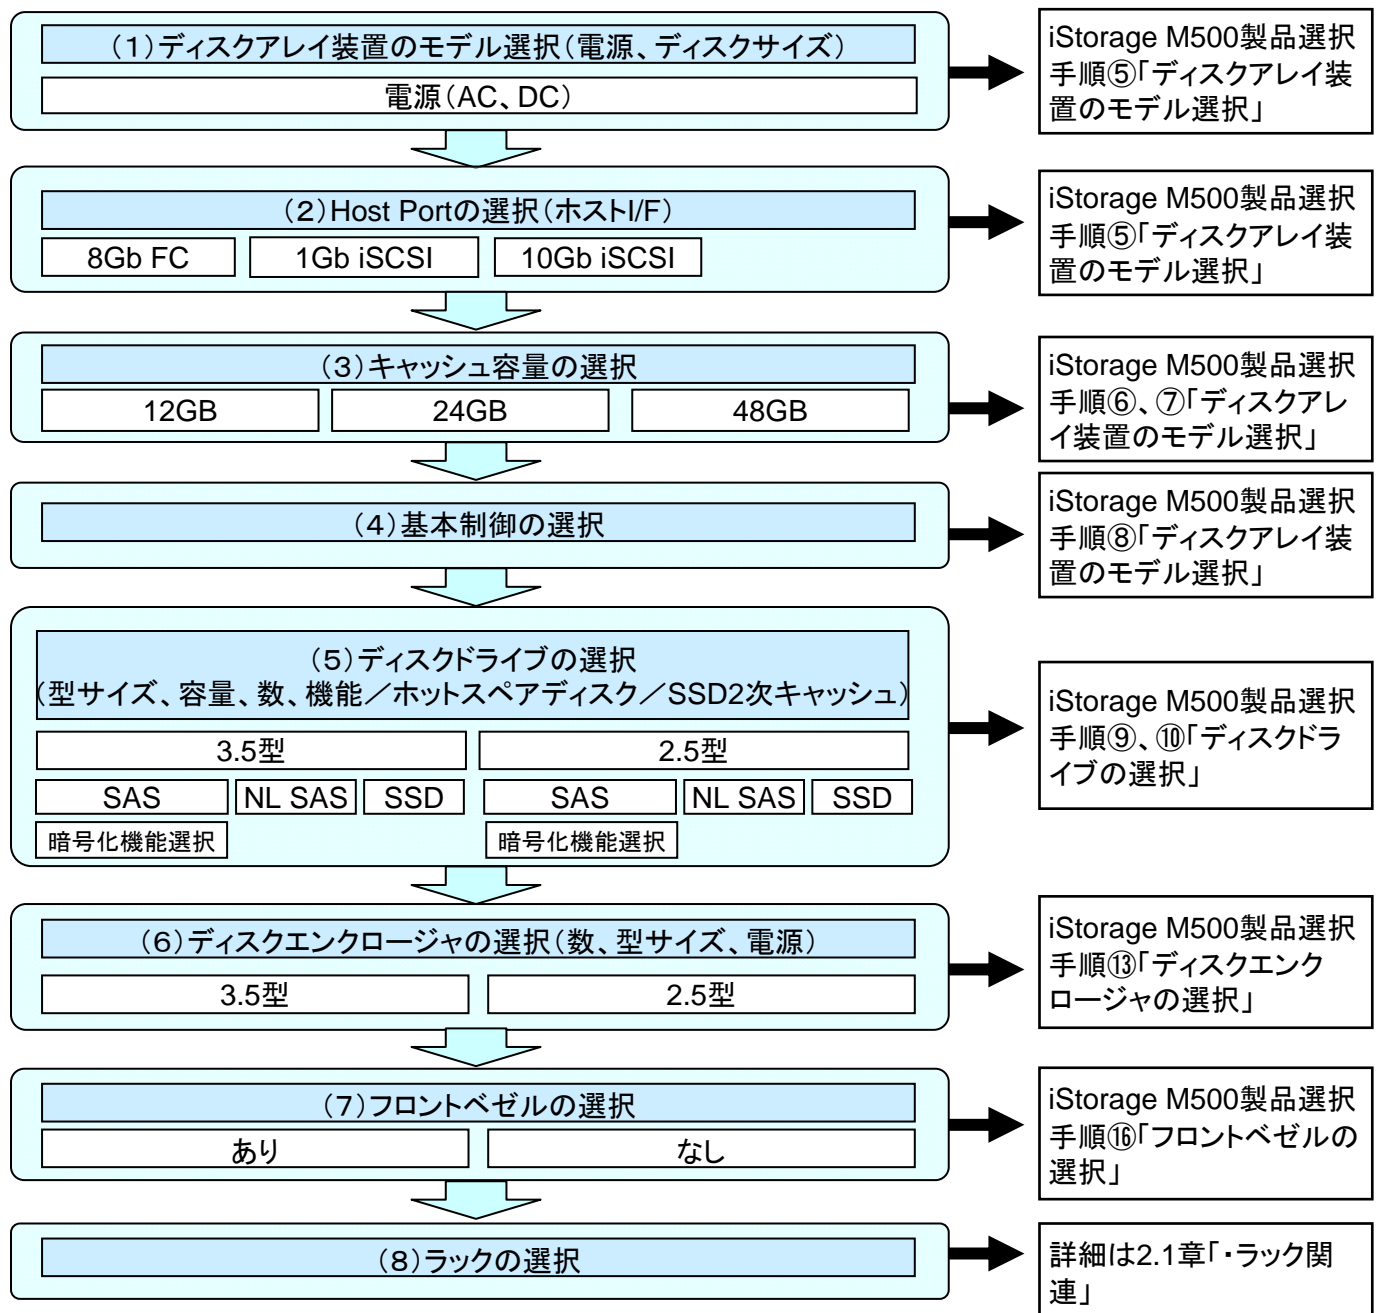 （1）ディスクアレイ装置のモデル選択（電源、ディスクサイズ）
電源（AC、DC）
iStorage M500製品選択
手順⑤「ディスクアレイ装
置のモデル選択」
（2）Host Portの選択（ホストI/F）
8Gb FC
1Gb iSCSI
10Gb iSCSI
iStorage M500製品選択
手順⑤「ディスクアレイ装
置のモデル選択」
（3）キャッシュ容量の選択
12GB
24GB
48GB
iStorage M500製品選択
手順⑥、⑦「ディスクアレ
イ装置のモデル選択」
（4）基本制御の選択
iStorage M500製品選択
手順⑧「ディスクアレイ装
置のモデル選択」
（5）ディスクドライブの選択
（型サイズ、容量、数、機能／ホットスペアディスク／SSD2次キャッシュ）
3.5型
2.5型
SAS
NL SAS
SSD
SAS
NL SAS
SSD
暗号化機能選択
暗号化機能選択
iStorage M500製品選択
手順⑨、⑩「ディスクドラ
イブの選択」
（6）ディスクエンクロージャの選択（数、型サイズ、電源）
3.5型
2.5型
iStorage M500製品選択
手順⑬「ディスクエンク
ロージャの選択」
（7）フロントベゼルの選択
あり
なし
iStorage M500製品選択
手順⑯「フロントベゼルの
選択」
（8）ラックの選択
詳細は2.1章「・ラック関
連」